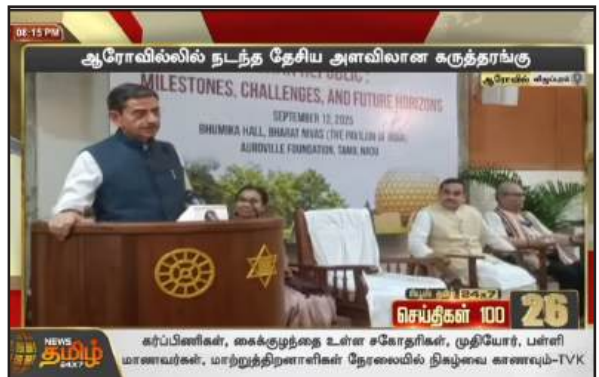 08:15 PM
ஆரோவில்லில் நடந்த தேசிய அளவிலான கருத்தரங்கு
ஆரோவில் விழுப்புரம்
REPUBLIC :
MILESTONES, CHALLENGES, AND FUTURE HORIZONS
SEPTEMBER 12, 2025
BHUMIKA HALL, BHARAT NIVAS (THE PAVILION OF INDIA)
AUROVILLE FOUNDATION, TAMIL NADU
நியூஸ் தமிழ் 24x7
செய்திகள் 100
26
NEWS
தமிழ்
24X7
கர்ப்பிணிகள், கைக்குழந்தை உள்ள சகோதரிகள், முதியோர், பள்ளி
மாணவர்கள், மாற்றுத்திறனாளிகள் நேரலையில் நிகழ்வை காணவும்-TVK